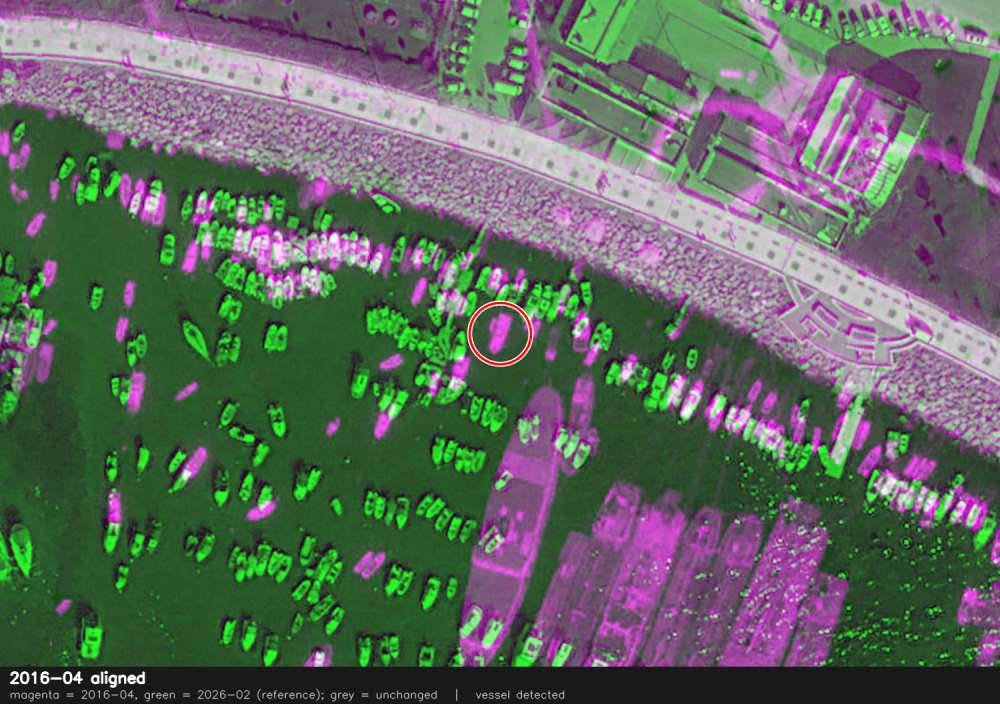 2016-04 aligned
magenta = 2016-04, green = 2026-02 (reference); grey = unchanged | vessel detected